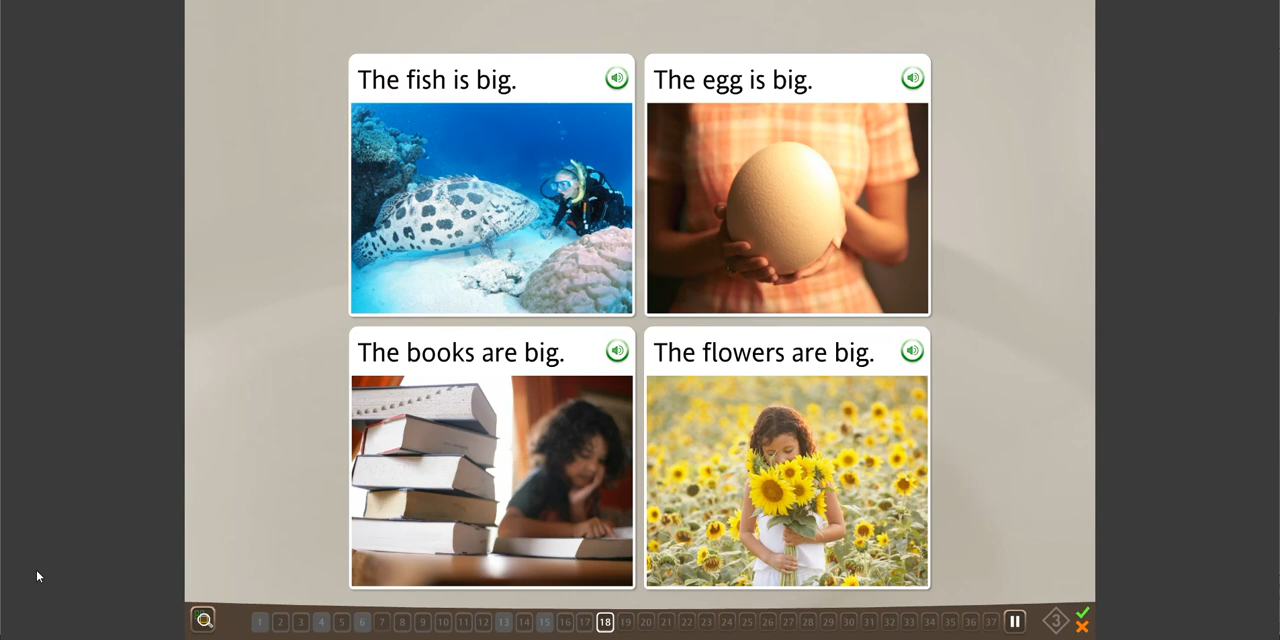 The fish is big.
The egg is big.
The books are big.
The flowers are big.
1 2 3 4 5 6 7 8 9 10 11 12 13 14 15 16 17 18 19 20 21 22 23 24 25 26 27 28 29 30 31 32 33 34 35 36 37
3